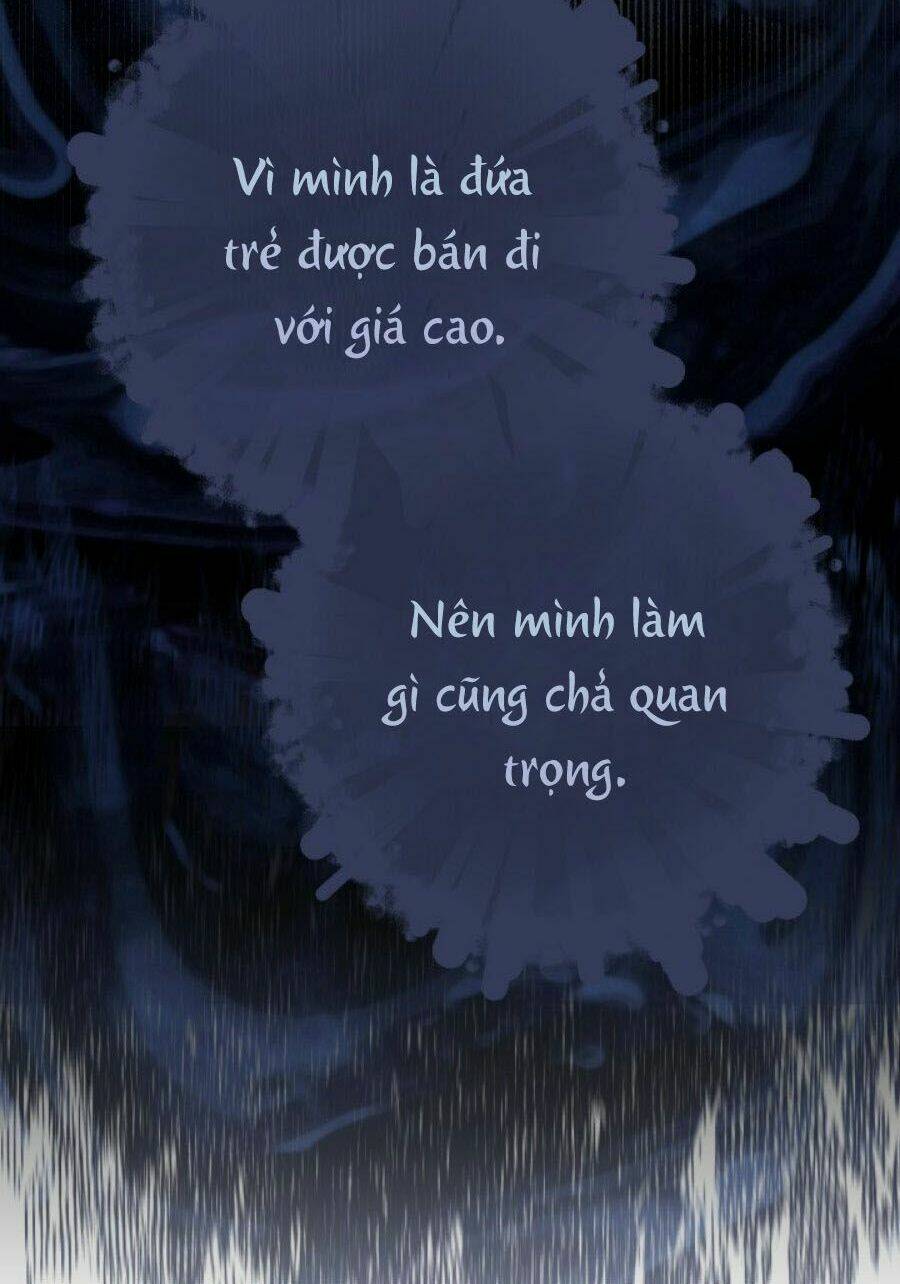 Vì mình là đứa
trẻ được bán đi
với giá cao.
Nên mình làm
gì cũng chả quan
trọng.